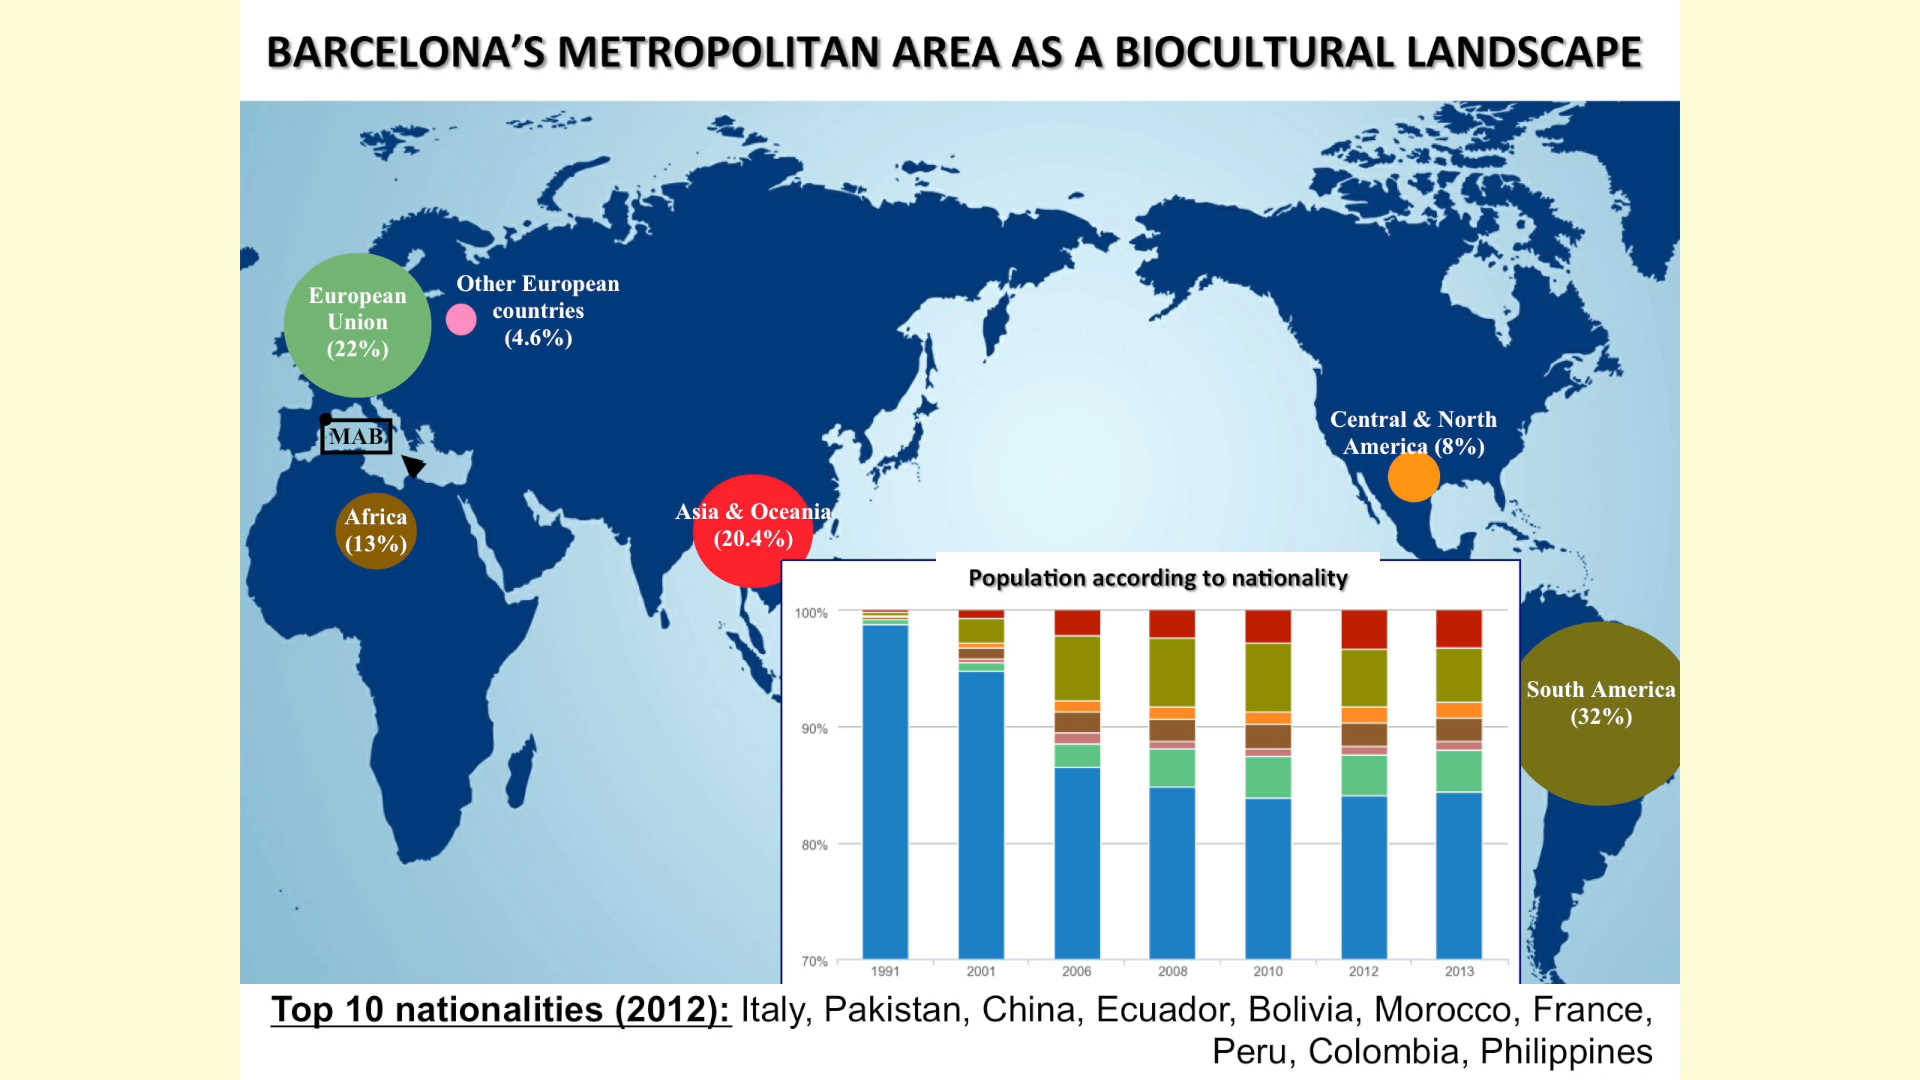 BARCELONA’S METROPOLITAN AREA AS A BIOCULTURAL LANDSCAPE
European
Union
(22%)
Other European
countries
(4.6%)
MAB
Africa
(13%)
Asia & Oceania
(20.4%)
Central & North
America (8%)
South America
(32%)
Population according to nationality
100%
90%
80%
70%
1991 2001 2006 2008 2010 2012 2013
Top 10 nationalities (2012): Italy, Pakistan, China, Ecuador, Bolivia, Morocco, France,
Peru, Colombia, Philippines